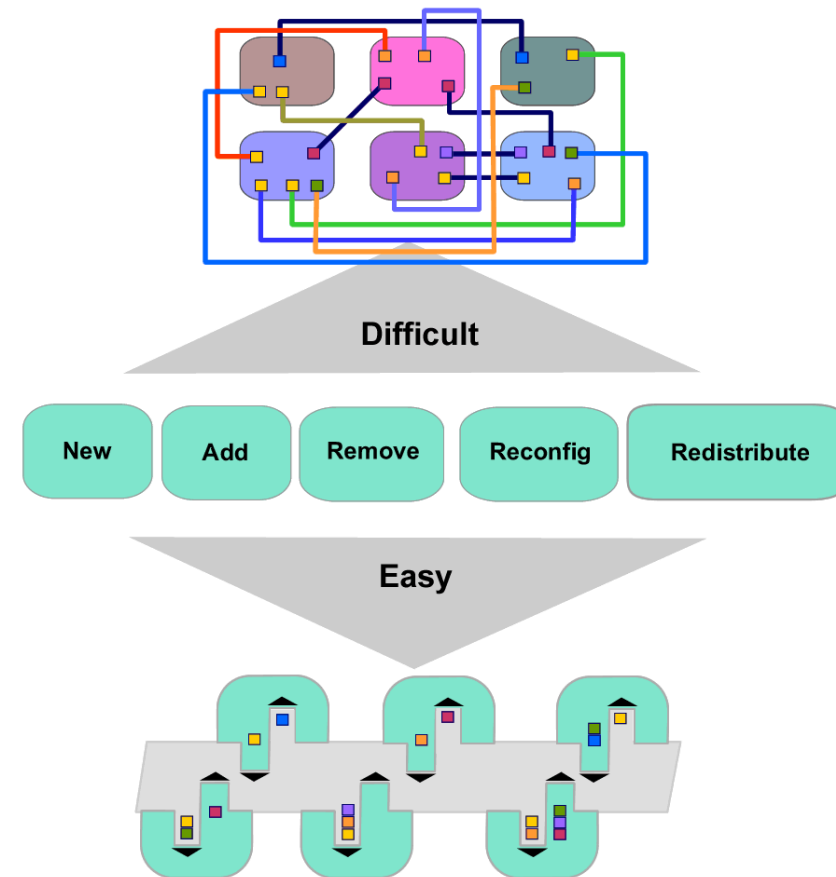 Difficult
New
Add
Remove
Reconfig
Redistribute
Easy